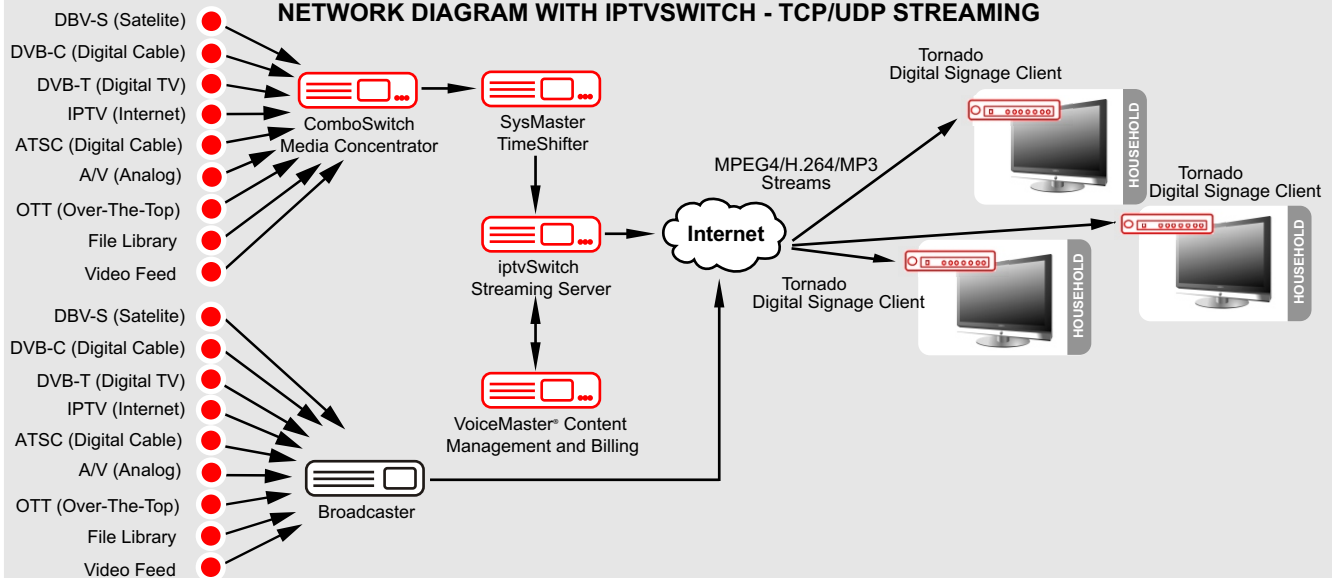 NETWORK DIAGRAM WITH IPTVSWITCH - TCP/UDP STREAMING
DBV-S (Satelite)
DVB-C (Digital Cable)
DVB-T (Digital TV)
IPTV (Internet)
ATSC (Digital Cable)
A/V (Analog)
OTT (Over-The-Top)
File Library
Video Feed
ComboSwitch
Media Concentrator
SysMaster
TimeShifter
iptvSwitch
Streaming Server
VoiceMaster® Content
Management and Billing
DBV-S (Satelite)
DVB-C (Digital Cable)
DVB-T (Digital TV)
IPTV (Internet)
ATSC (Digital Cable)
A/V (Analog)
OTT (Over-The-Top)
File Library
Video Feed
Broadcaster
Internet
MPEG4/H.264/MP3
Streams
Tornado
Digital Signage Client
HOUSEHOLD
Tornado
Digital Signage Client
HOUSEHOLD
Tornado
Digital Signage Client
HOUSEHOLD